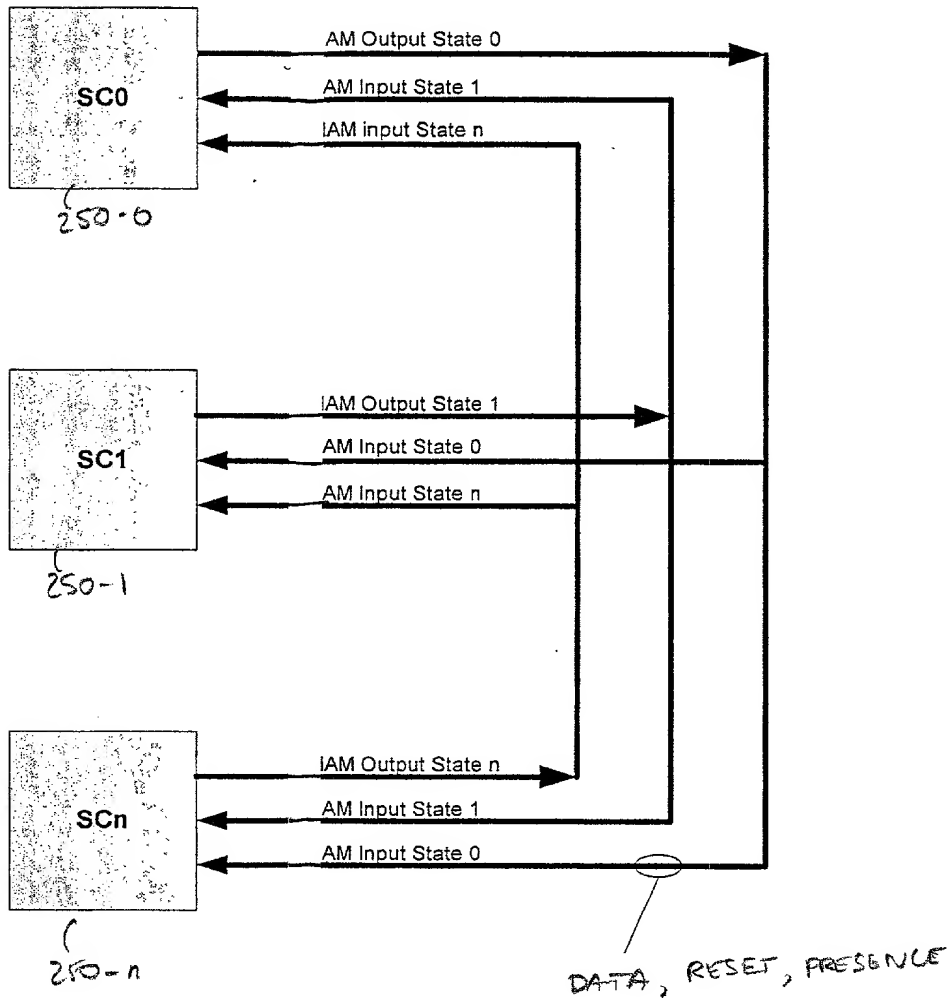 AM Output State 0
SC0
AM Input State 1
IAM input State n
250-0
IAM Output State 1
SC1
AM Input State 0
AM Input State n
250-1
IAM Output State n
SCn
AM Input State 1
AM Input State 0
250-n
DATA, RESET, PRESENCE